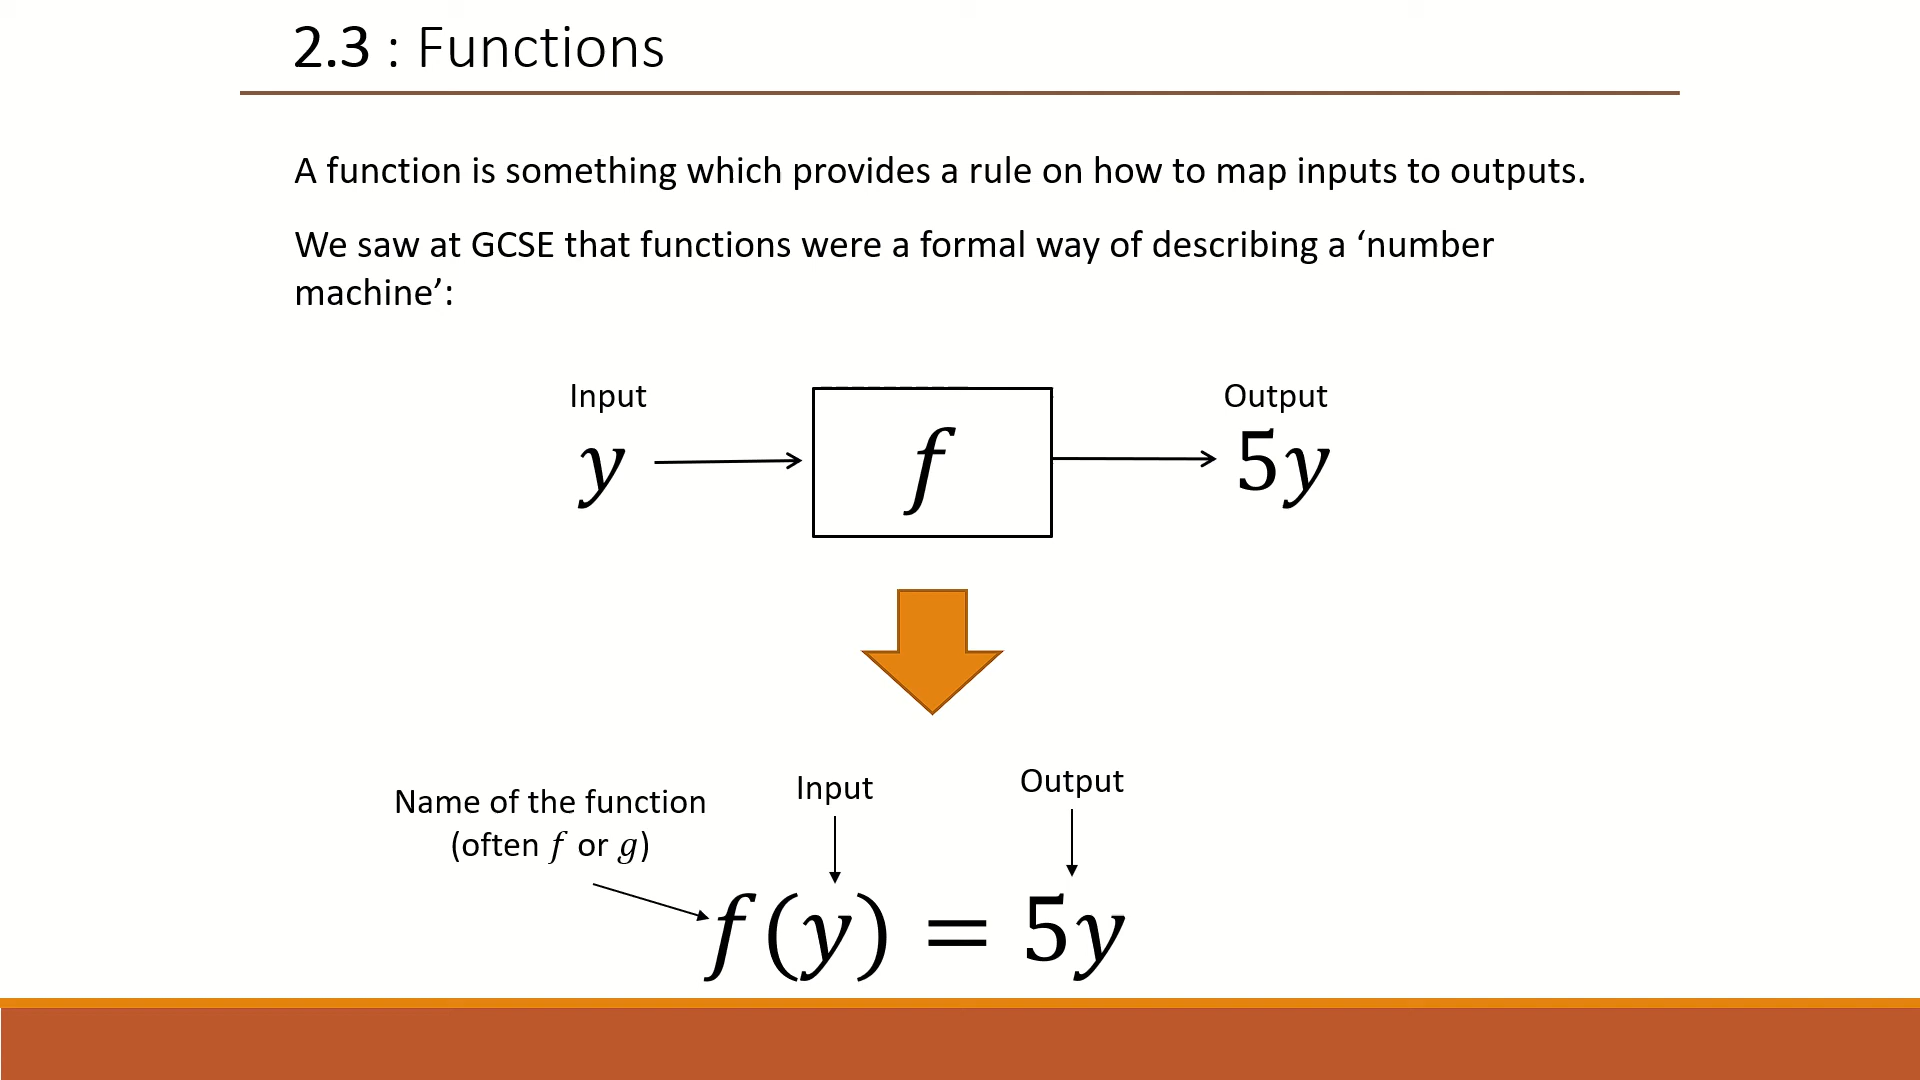 2.3 : Functions
A function is something which provides a rule on how to map inputs to outputs.
We saw at GCSE that functions were a formal way of describing a ‘number
machine’:
Input
Output
y
f
5y
Name of the function
(often f or g)
Input
Output
f(y) = 5y